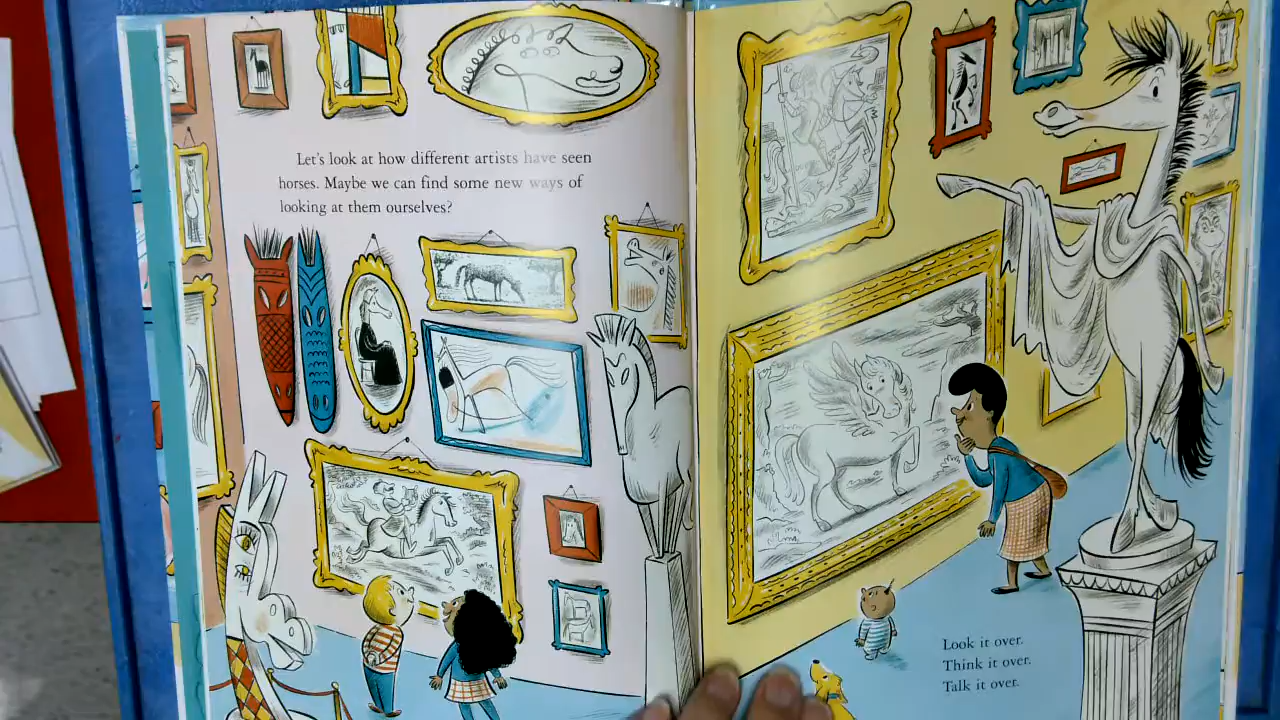 Let's look at how different artists have seen
horses. Maybe we can find some new ways of
looking at them ourselves?
Look it over.
Think it over.
Talk it over.